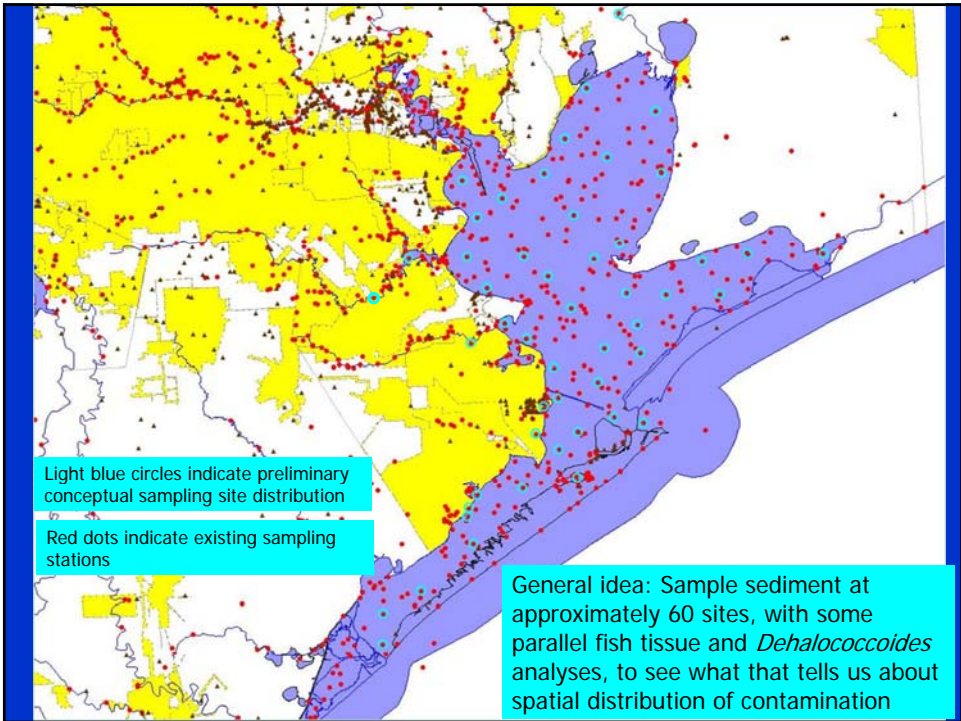 Light blue circles indicate preliminary
conceptual sampling site distribution
Red dots indicate existing sampling
stations
General idea: Sample sediment at
approximately 60 sites, with some
parallel fish tissue and Dehalococcoides
analyses, to see what that tells us about
spatial distribution of contamination